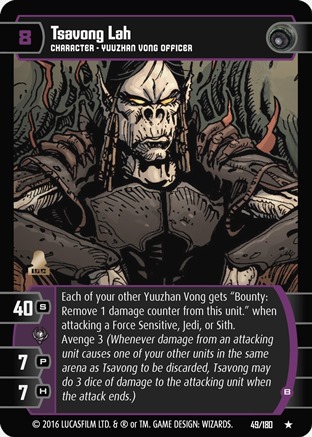 8
Tsavong Lah
CHARACTER - YUUZHAN VONG OFFICER
40 S
7 P
7 H
Each of your other Yuuzhan Vong gets "Bounty:
Remove 1 damage counter from this unit." when
attacking a Force Sensitive, Jedi, or Sith.
Avenge 3 (Whenever damage from an attacking
unit causes one of your other units in the same
arena as Tsavong to be discarded, Tsavong may
do 3 dice of damage to the attacking unit when
the attack ends.)
B
© 2016 LUCASFILM LTD. & ® or TM. GAME DESIGN: WIZARDS. 49/180 ★